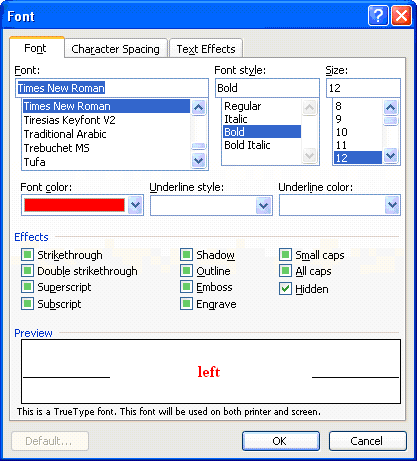 Font
Font Character Spacing Text Effects
Font: Font style: Size:
Times New Roman Bold 12
Times New Roman Regular 8
Tiresias Keyfont V2 Italic 9
Traditional Arabic Bold 10
Trebuchet MS Bold Italic 11
Tufa 12
Font color: Underline style: Underline color:
Effects
Strikethrough Shadow Small caps
Double strikethrough Outline All caps
Superscript Emboss Hidden
Subscript Engrave
Preview
left
This is a TrueType font. This font will be used on both printer and screen.
Default... OK Cancel